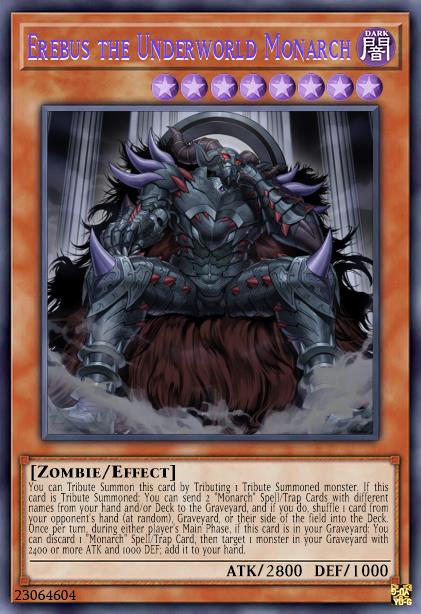 Erebus the Underworld Monarch
DARK
闇
[Zombie/Effect]
You can Tribute Summon this card by Tributing 1 Tribute Summoned monster. If this
card is Tribute Summoned: You can send 2 "Monarch" Spell/Trap Cards with different
names from your hand and/or Deck to the Graveyard, and if you do, shuffle 1 card from
your opponent's hand (at random), Graveyard, or their side of the field into the Deck.
Once per turn, during either player's Main Phase, if this card is in your Graveyard: You
can discard 1 "Monarch" Spell/Trap Card, then target 1 monster in your Graveyard with
2400 or more ATK and 1000 DEF; add it to your hand.
ATK/2800 DEF/1000
23064604